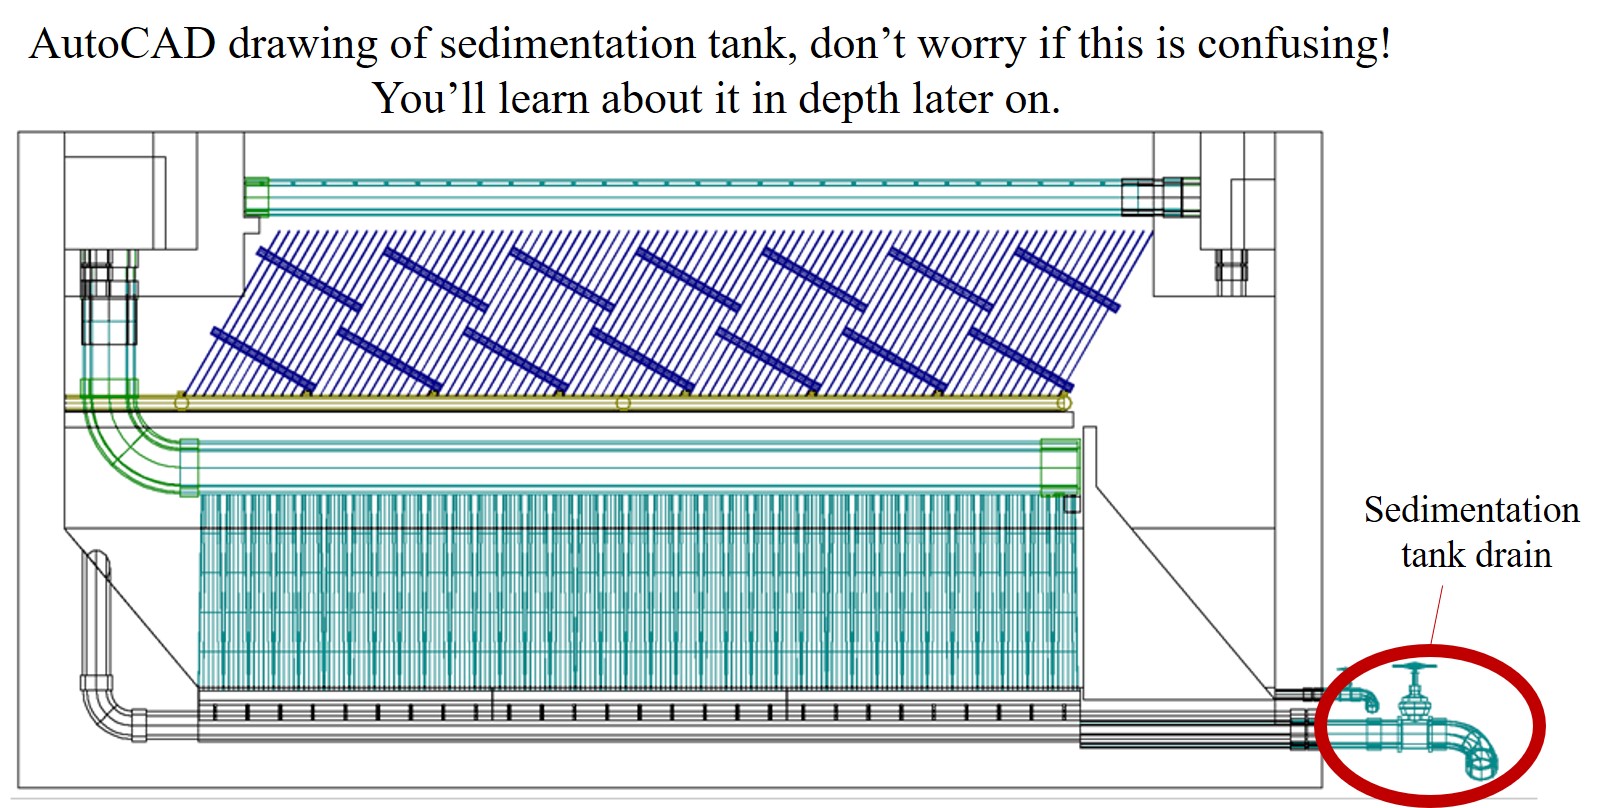 AutoCAD drawing of sedimentation tank, don’t worry if this is confusing!
You’ll learn about it in depth later on.
Sedimentation
tank drain